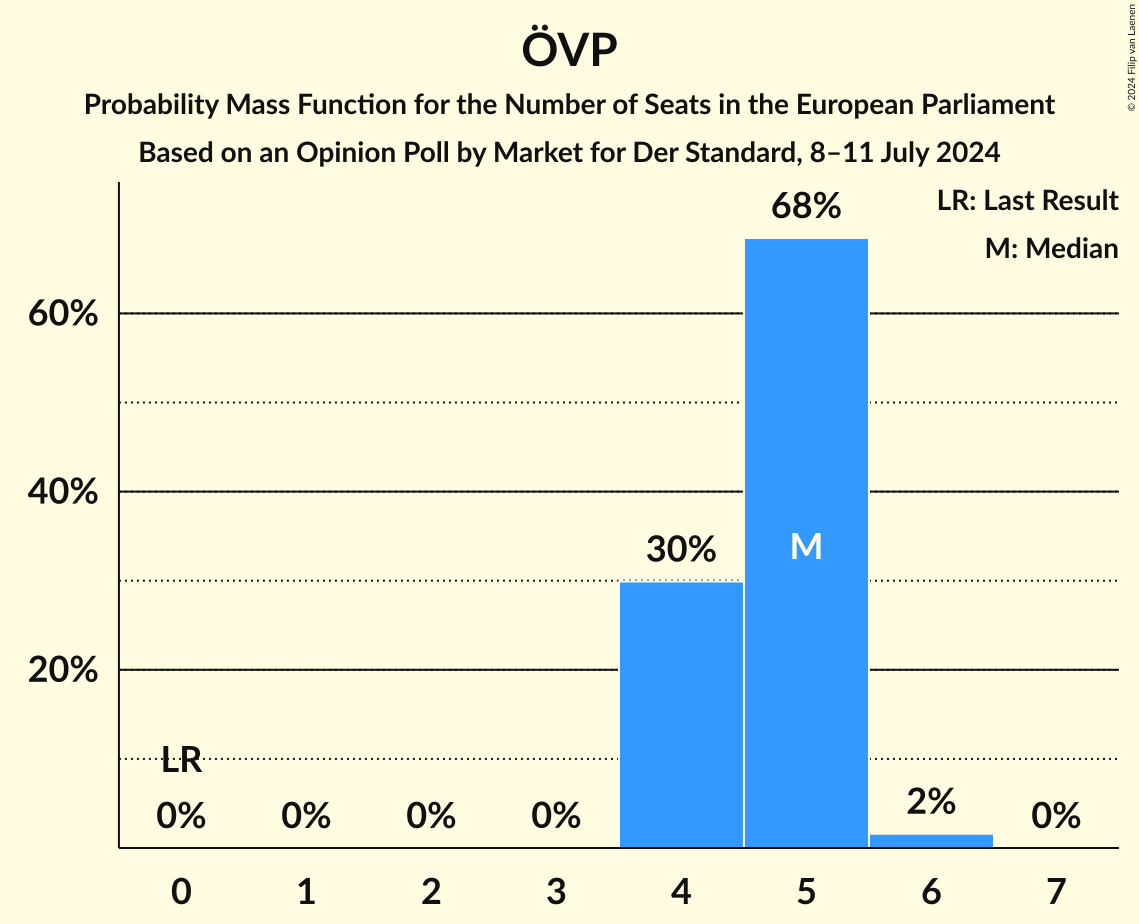 ÖVP
Probability Mass Function for the Number of Seats in the European Parliament
Based on an Opinion Poll by Market for Der Standard, 8–11 July 2024
© 2024 Filip van Laenen
LR: Last Result
M: Median
68%
60%
40%
30%
M
20%
LR
0% 0% 0% 0% 2% 0%
0 1 2 3 4 5 6 7